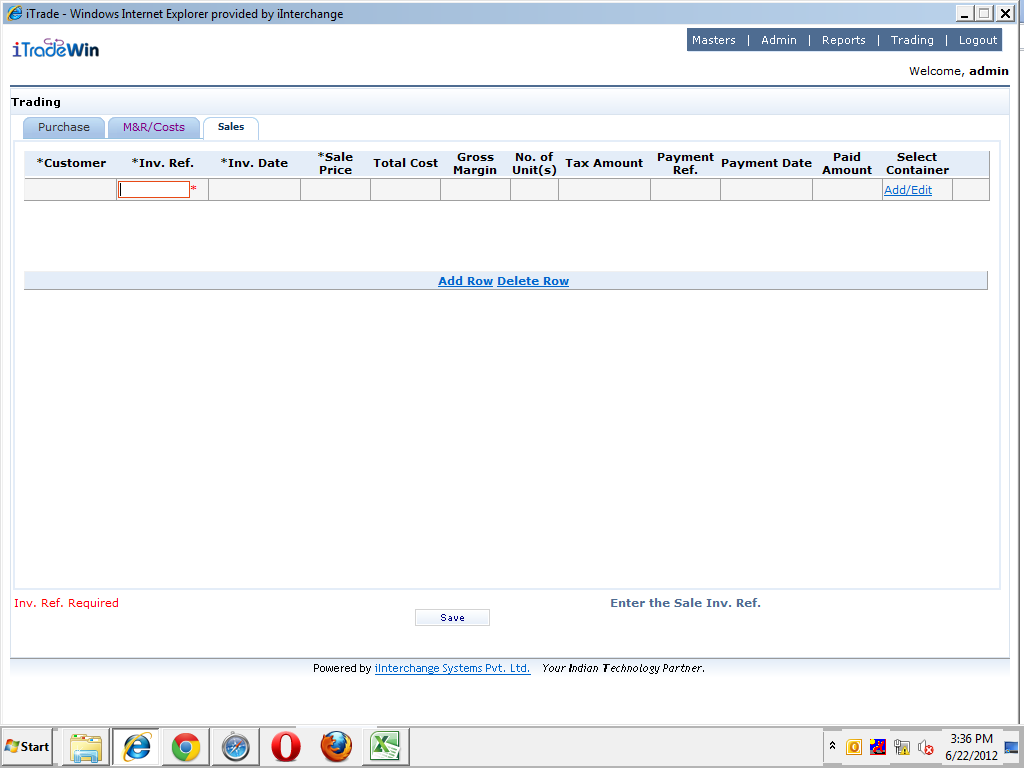 iTrade - Windows Internet Explorer provided by iInterchange
iTradeWin
Masters | Admin | Reports | Trading | Logout
Welcome, admin
Trading
Purchase M&R/Costs Sales
*Customer *Inv. Ref. *Inv. Date *Sale Price Total Cost Gross Margin No. of Unit(s) Tax Amount Payment Ref. Payment Date Paid Amount Select Container
* Add/Edit
Add Row Delete Row
Inv. Ref. Required Enter the Sale Inv. Ref.
Save
Powered by iInterchange Systems Pvt. Ltd. Your Indian Technology Partner.
Start
3:36 PM
6/22/2012